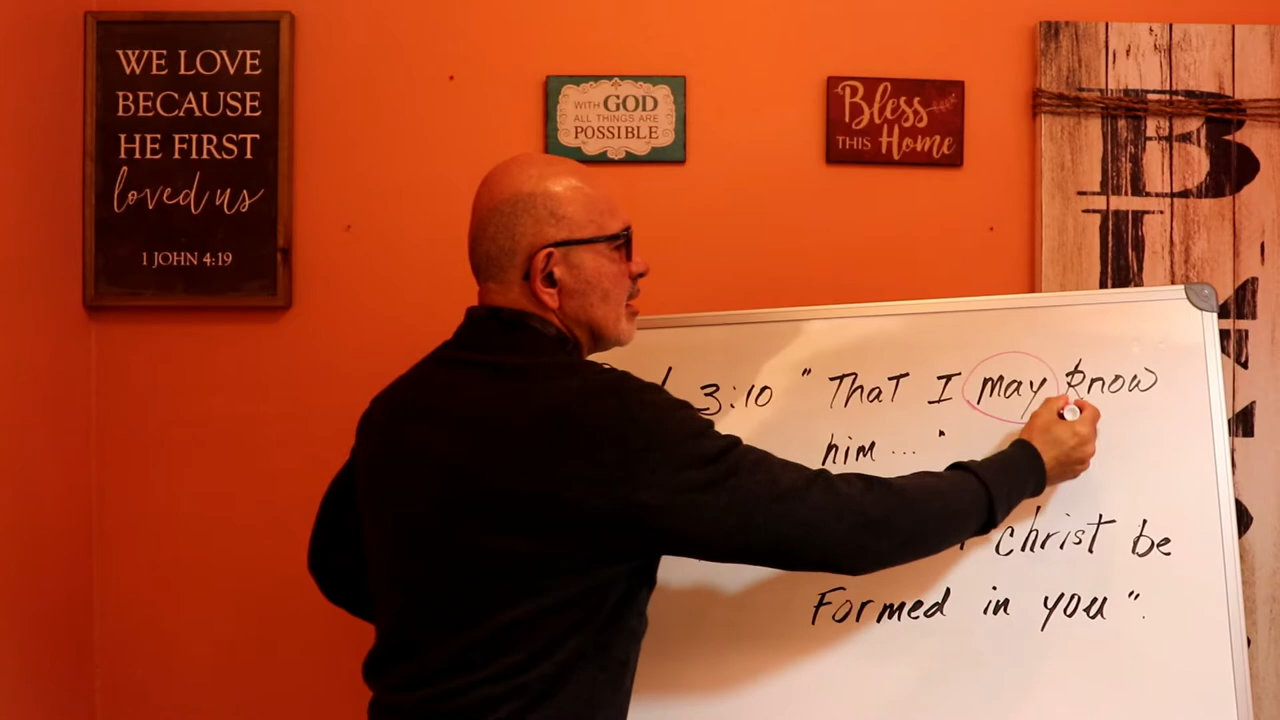 WE LOVE
BECAUSE
HE FIRST
loved us
1 JOHN 4:19
WITH GOD
ALL THINGS ARE
POSSIBLE
Bless
THIS Home
B
3:10 "That I may know
him..."
christ be
Formed in you".